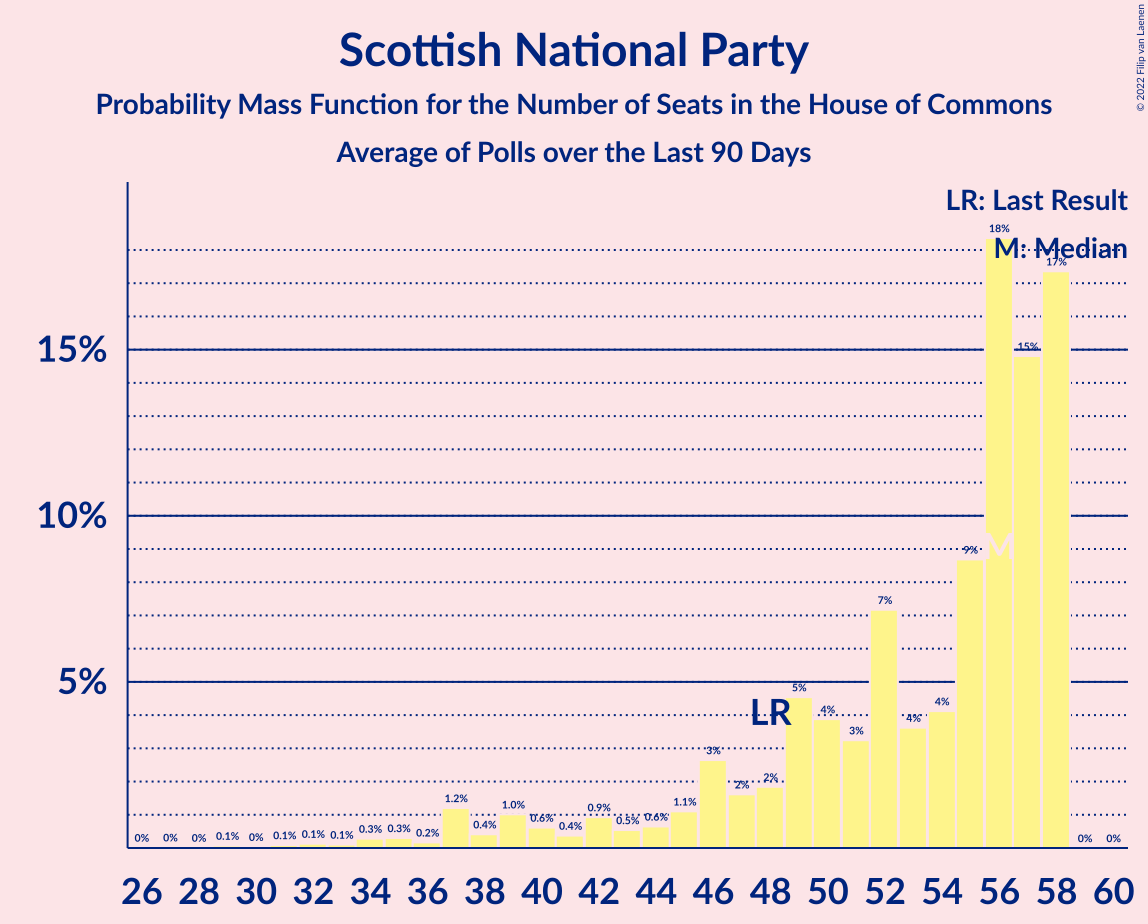 Scottish National Party
Probability Mass Function for the Number of Seats in the House of Commons
Average of Polls over the Last 90 Days
© 2022 Filip van Laenen
LR: Last Result
M: Median
15%
10%
5%
0% 0% 0% 0.1% 0% 0.1% 0.1% 0.1% 0.3% 0.3% 0.2% 1.2% 0.4% 1.0% 0.6% 0.4% 0.9% 0.5% 0.6% 1.1% 3% 2% 2% 5% 4% 3% 7% 4% 4% 9% 18% 15% 17% 0% 0%
LR
M
26 28 30 32 34 36 38 40 42 44 46 48 50 52 54 56 58 60